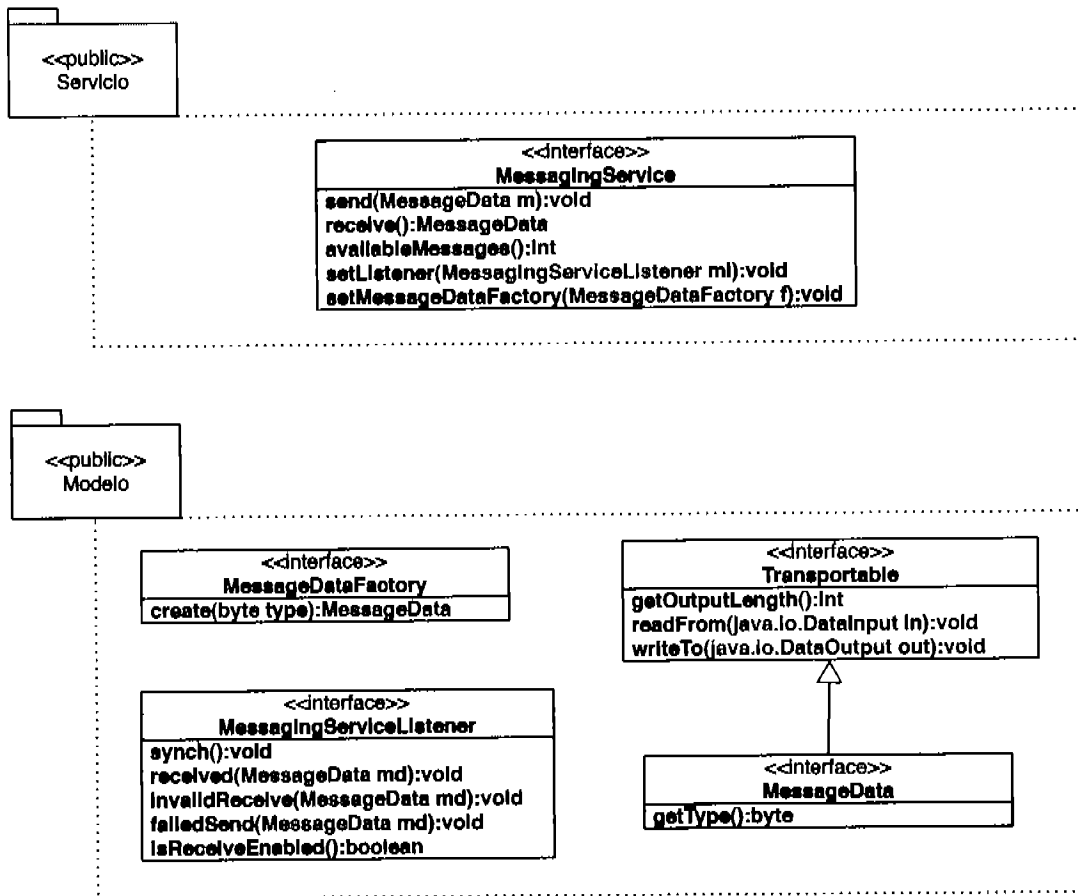 <<public>>
Servicio
<<interface>>
MessagingService
send(MessageData m):void
receive():MessageData
availableMessages():int
setListener(MessagingServiceListener ml):void
setMessageDataFactory(MessageDataFactory f):void
<<public>>
Modelo
<<interface>>
MessageDataFactory
create(byte type):MessageData
<<interface>>
Transportable
getOutputLength():int
readFrom(java.io.DataInput in):void
writeTo(java.io.DataOutput out):void
<<interface>>
MessagingServiceListener
synch():void
received(MessageData md):void
invalidReceive(MessageData md):void
failedSend(MessageData md):void
isReceiveEnabled():boolean
<<interface>>
MessageData
getType():byte